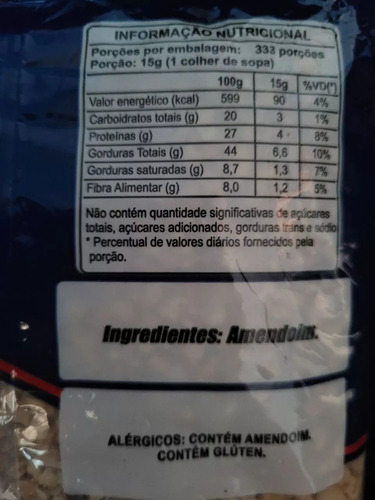 INFORMAÇÃO NUTRICIONAL
Porções por embalagem: 333 porções
Porção: 15g (1 colher de sopa)
100g 15g %VD(*)
Valor energético (kcal) 599 90 4%
Carboidratos totais (g) 20 3 1%
Proteínas (g) 27 4 8%
Gorduras Totais (g) 44 6,6 10%
Gorduras saturadas (g) 8,7 1,3 7%
Fibra Alimentar (g) 8,0 1,2 5%
Não contém quantidade significativas de açúcares
totais, açúcares adicionados, gorduras trans e sódio
* Percentual de valores diários fornecidos pela
porção.
Ingredientes: Amendoim.
ALÉRGICOS: CONTÉM AMENDOIM.
CONTÉM GLÚTEN.